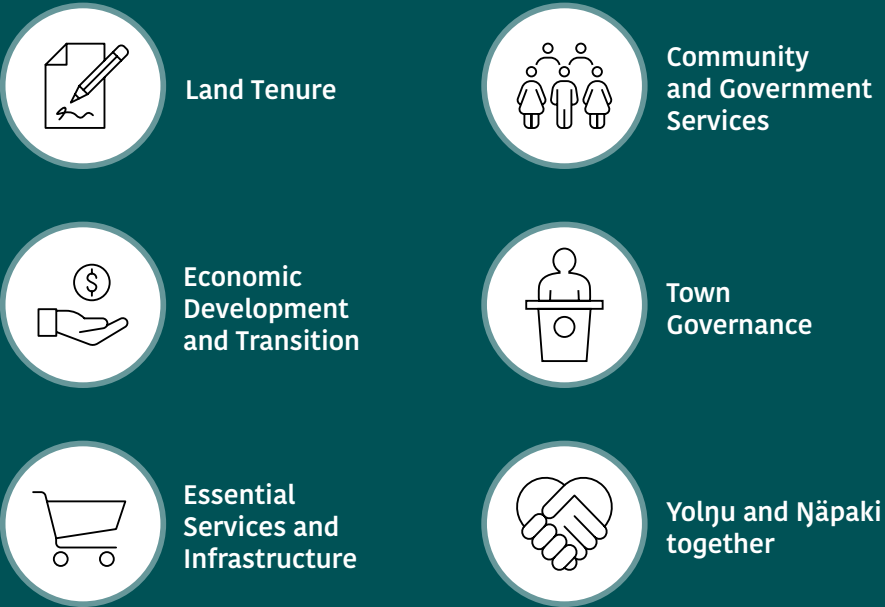 Land Tenure
Community
and Government
Services
Economic
Development
and Transition
Town
Governance
Essential
Services and
Infrastructure
Yolŋu and Ŋäpaki
together